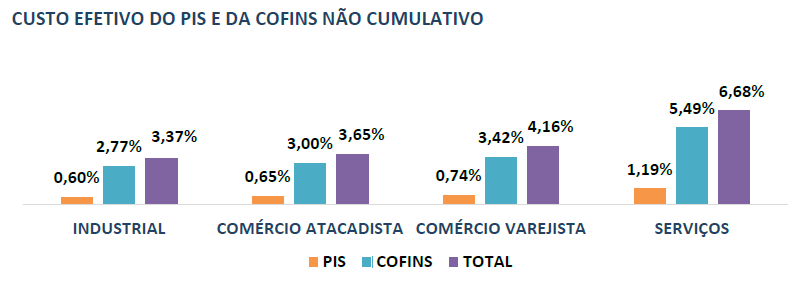 CUSTO EFETIVO DO PIS E DA COFINS NÃO CUMULATIVO
0,60% 2,77% 3,37%
0,65% 3,00% 3,65%
0,74% 3,42% 4,16%
1,19% 5,49% 6,68%
INDUSTRIAL COMÉRCIO ATACADISTA COMÉRCIO VAREJISTA SERVIÇOS
PIS COFINS TOTAL